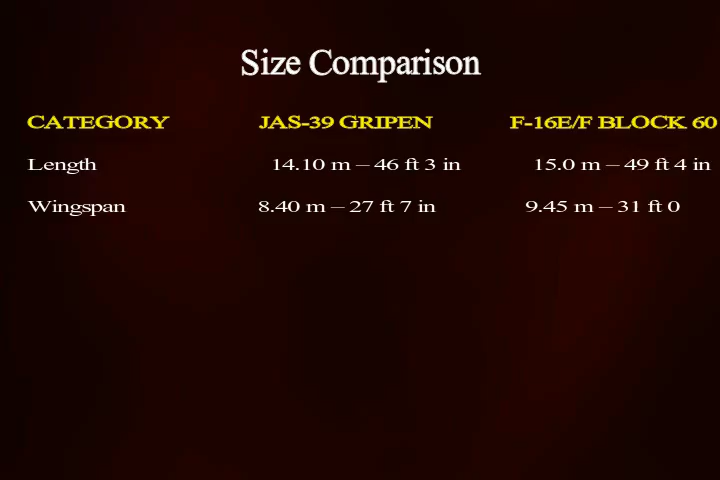 Size Comparison
CATEGORY JAS-39 GRIPEN F-16E/F BLOCK 60
Length 14.10 m – 46 ft 3 in 15.0 m – 49 ft 4 in
Wingspan 8.40 m – 27 ft 7 in 9.45 m – 31 ft 0